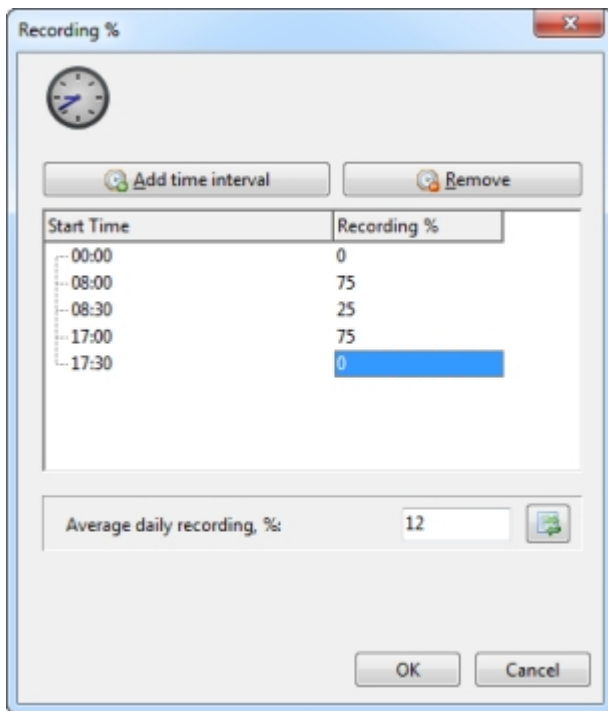 Recording %
Add time interval Remove
Start Time Recording %
00:00 0
08:00 75
08:30 25
17:00 75
17:30 0
Average daily recording, %: 12
OK Cancel